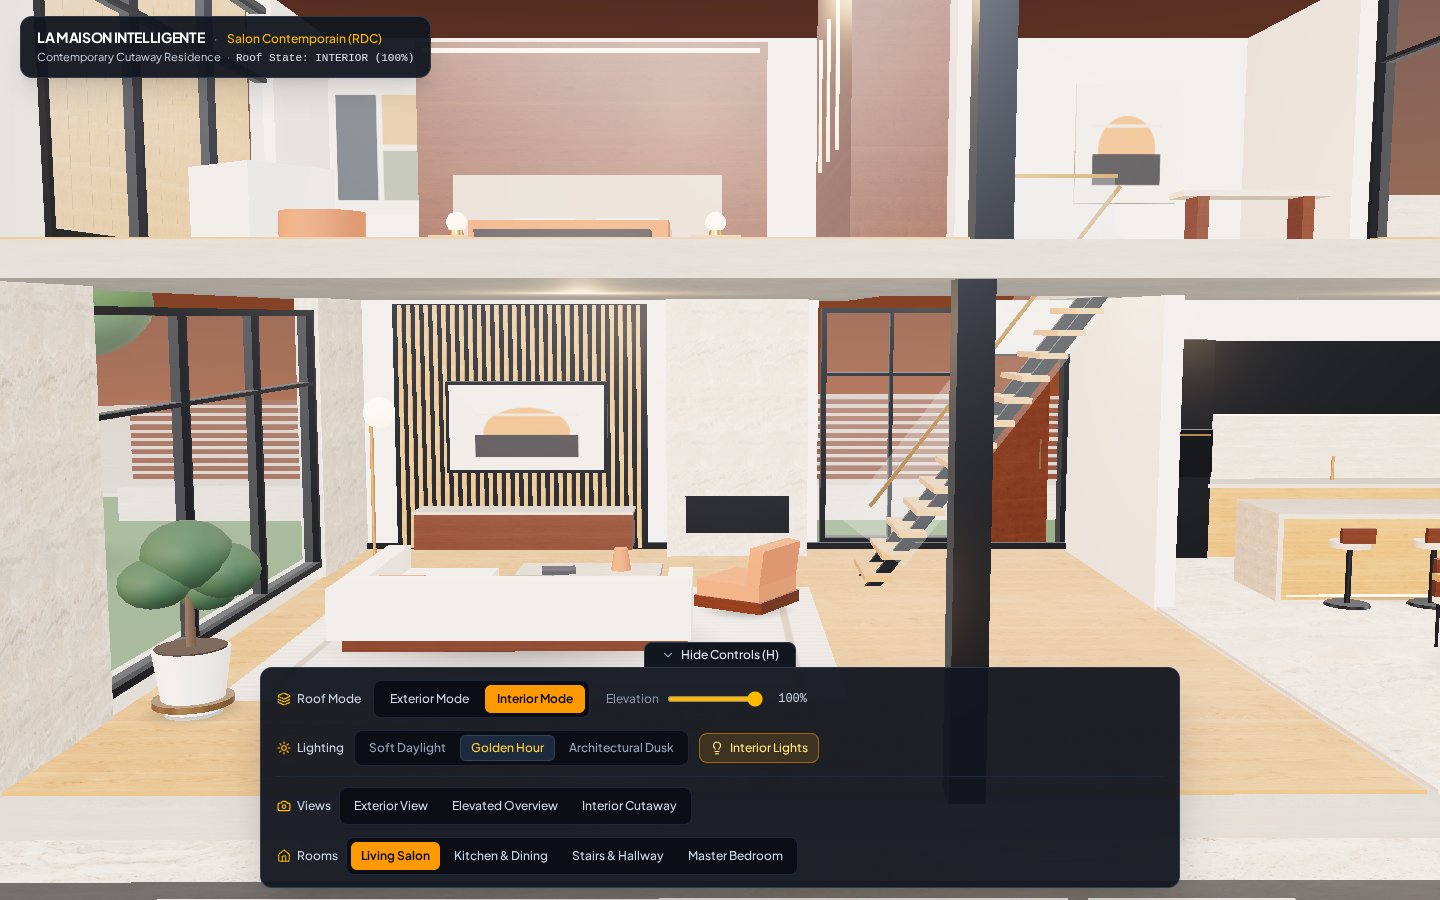 LA MAISON INTELLIGENTE · Salon Contemporain (RDC)
Contemporary Cutaway Residence · Roof State: INTERIOR (100%)
Hide Controls (H)
Roof Mode Exterior Mode Interior Mode Elevation 100%
Lighting Soft Daylight Golden Hour Architectural Dusk Interior Lights
Views Exterior View Elevated Overview Interior Cutaway
Rooms Living Salon Kitchen & Dining Stairs & Hallway Master Bedroom